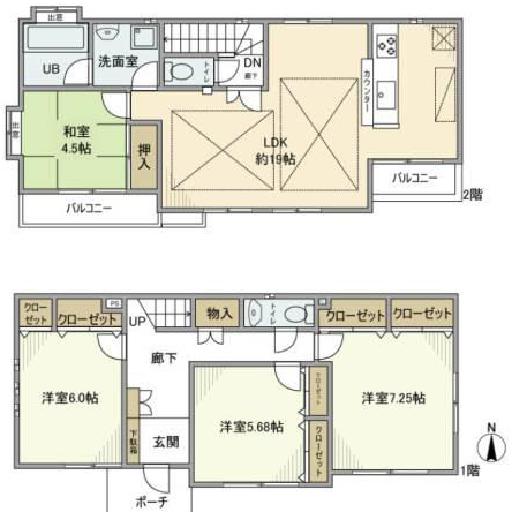 出窓
UB
洗面室
トイレ
DN
廊下
カウンター
出窓
和室
4.5帖
押入
LDK
約19帖
バルコニー
バルコニー
2階
クローゼット
クローゼット
PS
UP
物入
トイレ
クローゼット
クローゼット
廊下
洋室6.0帖
洋室5.68帖
クローゼット
クローゼット
洋室7.25帖
下駄箱
玄関
ポーチ
N
1階